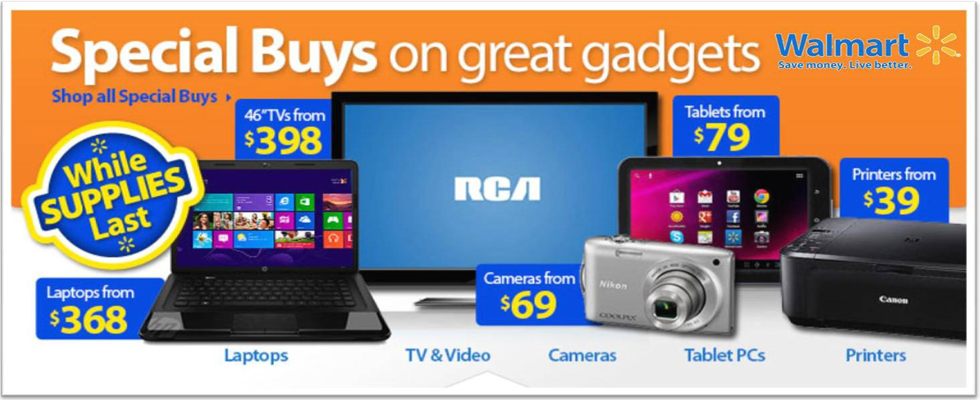 Special Buys on great gadgets
Walmart
Save money. Live better.
Shop all Special Buys
46"TVs from
$398
Tablets from
$79
While
SUPPLIES
Last
RCA
Printers from
$39
Laptops from
$368
Cameras from
$69
Nikon
COOLPIX
Canon
hp
Laptops
TV & Video
Cameras
Tablet PCs
Printers